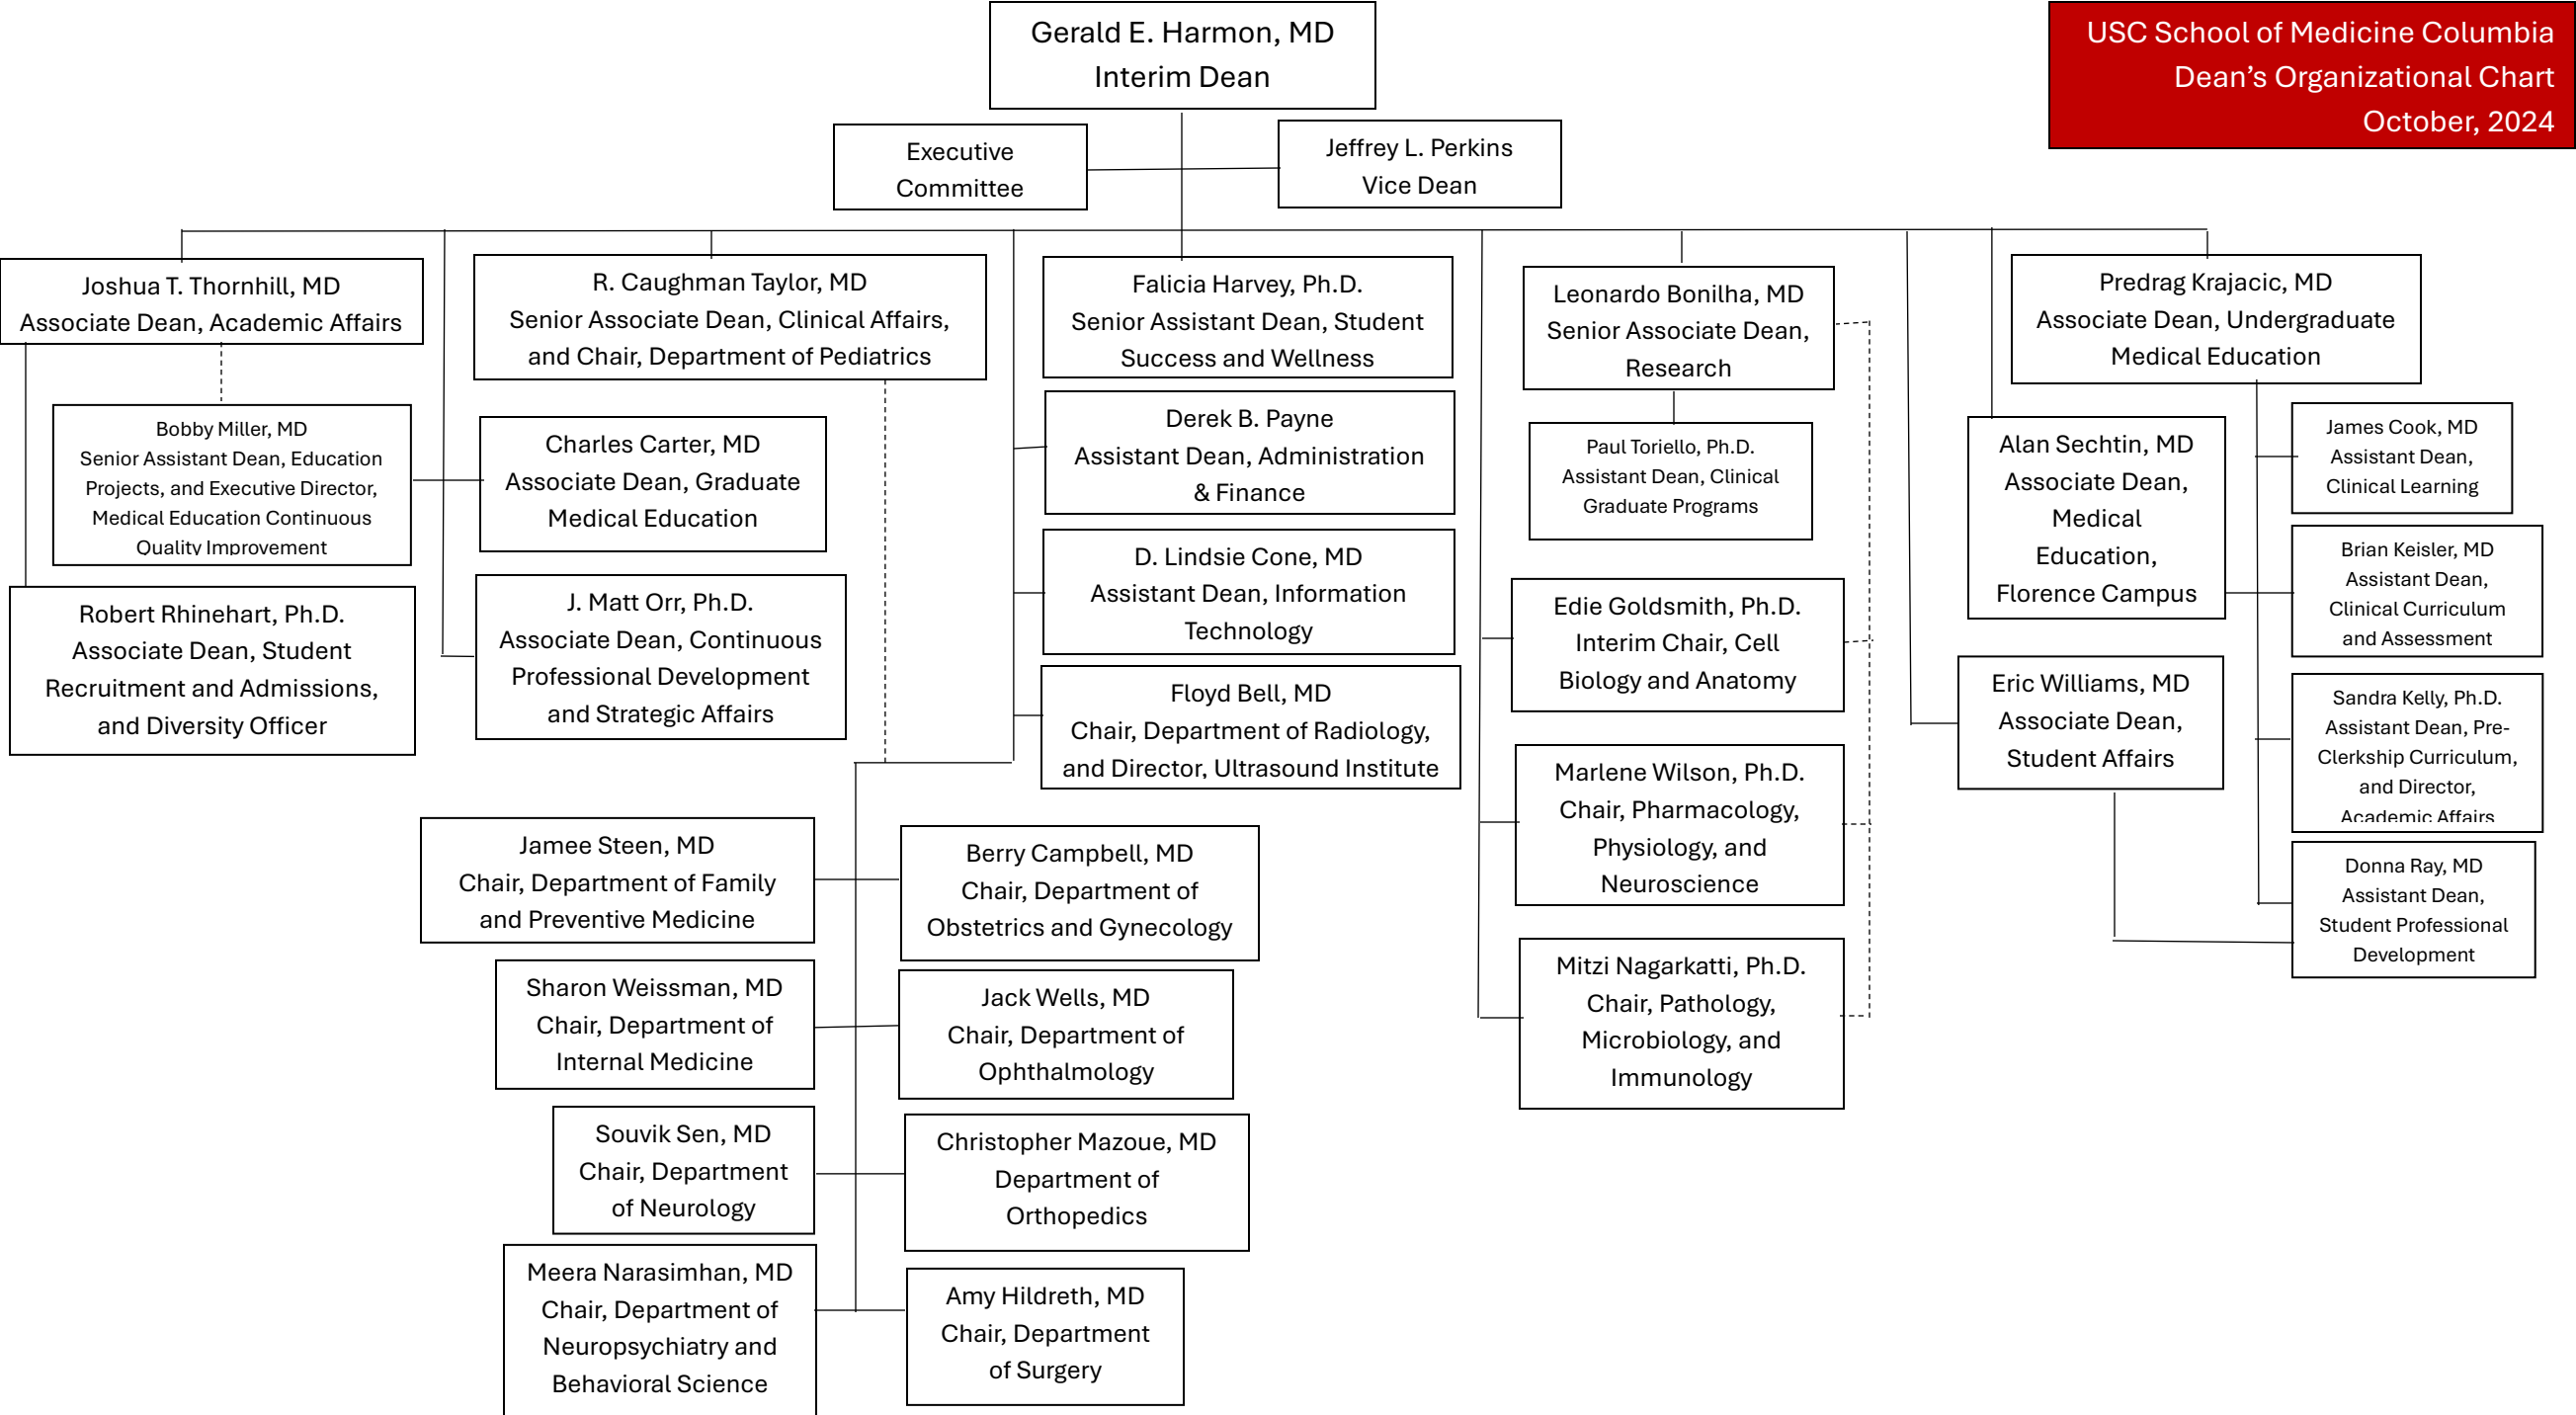 Gerald E. Harmon, MD
Interim Dean
USC School of Medicine Columbia
Dean’s Organizational Chart
October, 2024
Executive
Committee
Jeffrey L. Perkins
Vice Dean
Joshua T. Thornhill, MD
Associate Dean, Academic Affairs
Bobby Miller, MD
Senior Assistant Dean, Education
Projects, and Executive Director,
Medical Education Continuous
Quality Improvement
Robert Rhinehart, Ph.D.
Associate Dean, Student
Recruitment and Admissions,
and Diversity Officer
R. Caughman Taylor, MD
Senior Associate Dean, Clinical Affairs,
and Chair, Department of Pediatrics
Charles Carter, MD
Associate Dean, Graduate
Medical Education
J. Matt Orr, Ph.D.
Associate Dean, Continuous
Professional Development
and Strategic Affairs
Falicia Harvey, Ph.D.
Senior Assistant Dean, Student
Success and Wellness
Derek B. Payne
Assistant Dean, Administration
& Finance
D. Lindsie Cone, MD
Assistant Dean, Information
Technology
Floyd Bell, MD
Chair, Department of Radiology,
and Director, Ultrasound Institute
Jamee Steen, MD
Chair, Department of Family
and Preventive Medicine
Berry Campbell, MD
Chair, Department of
Obstetrics and Gynecology
Sharon Weissman, MD
Chair, Department of
Internal Medicine
Jack Wells, MD
Chair, Department of
Ophthalmology
Souvik Sen, MD
Chair, Department
of Neurology
Christopher Mazoue, MD
Department of
Orthopedics
Meera Narasimhan, MD
Chair, Department of
Neuropsychiatry and
Behavioral Science
Amy Hildreth, MD
Chair, Department
of Surgery
Leonardo Bonilha, MD
Senior Associate Dean,
Research
Paul Toriello, Ph.D.
Assistant Dean, Clinical
Graduate Programs
Edie Goldsmith, Ph.D.
Interim Chair, Cell
Biology and Anatomy
Marlene Wilson, Ph.D.
Chair, Pharmacology,
Physiology, and
Neuroscience
Mitzi Nagarkatti, Ph.D.
Chair, Pathology,
Microbiology, and
Immunology
Predrag Krajacic, MD
Associate Dean, Undergraduate
Medical Education
Alan Sechtin, MD
Associate Dean,
Medical
Education,
Florence Campus
Eric Williams, MD
Associate Dean,
Student Affairs
James Cook, MD
Assistant Dean,
Clinical Learning
Brian Keisler, MD
Assistant Dean,
Clinical Curriculum
and Assessment
Sandra Kelly, Ph.D.
Assistant Dean, Pre-
Clerkship Curriculum,
and Director,
Academic Affairs
Donna Ray, MD
Assistant Dean,
Student Professional
Development